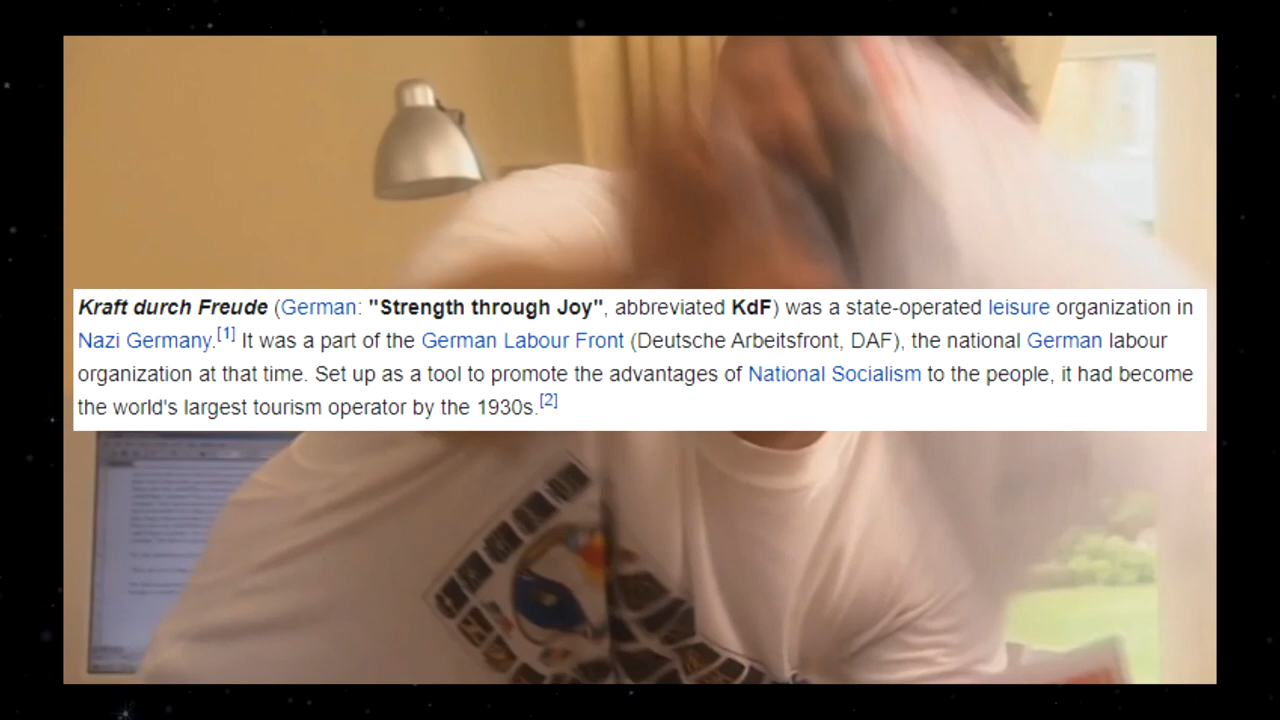 Kraft durch Freude (German: "Strength through Joy", abbreviated KdF) was a state-operated leisure organization in
Nazi Germany.[1] It was a part of the German Labour Front (Deutsche Arbeitsfront, DAF), the national German labour
organization at that time. Set up as a tool to promote the advantages of National Socialism to the people, it had become
the world's largest tourism operator by the 1930s.[2]